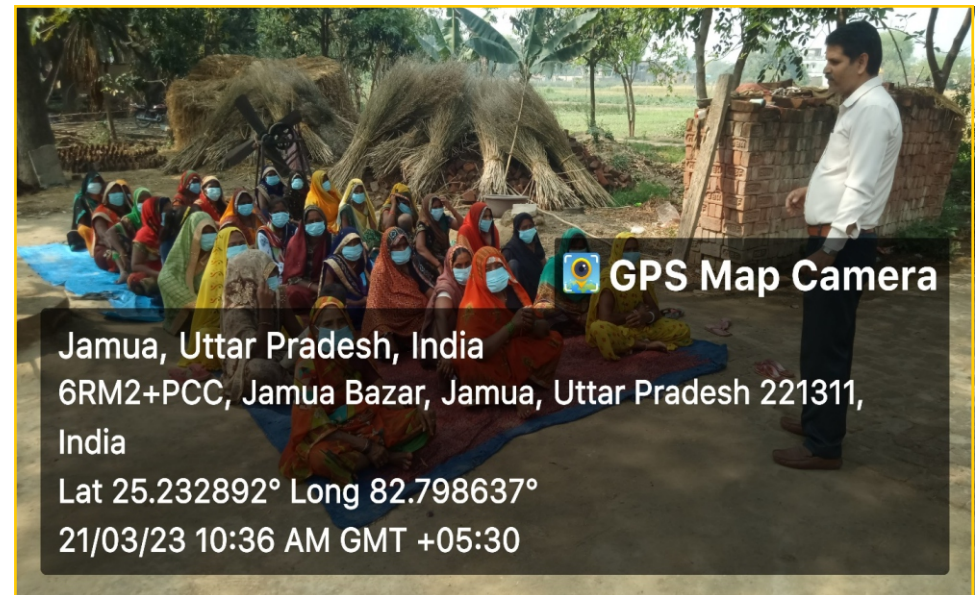 GPS Map Camera
Jamua, Uttar Pradesh, India
6RM2+PCC, Jamua Bazar, Jamua, Uttar Pradesh 221311,
India
Lat 25.232892° Long 82.798637°
21/03/23 10:36 AM GMT +05:30